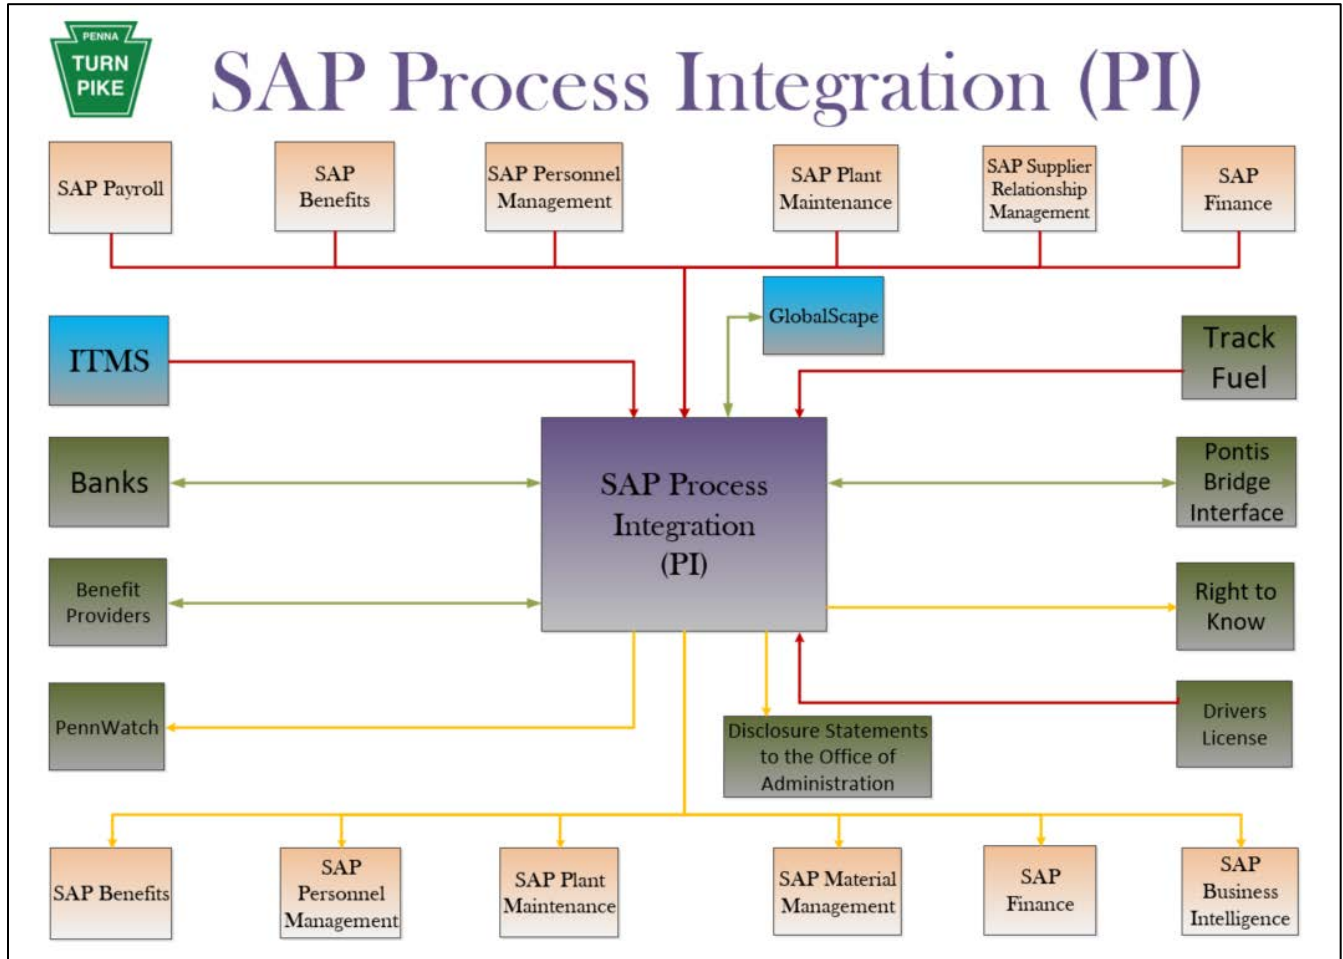 PENNA
TURN
PIKE
SAP Process Integration (PI)
SAP Payroll
SAP
Benefits
SAP Personnel
Management
SAP Plant
Maintenance
SAP Supplier
Relationship
Management
SAP
Finance
GlobalScape
ITMS
Track
Fuel
Banks
SAP Process
Integration
(PI)
Pontis
Bridge
Interface
Benefit
Providers
Right to
Know
PennWatch
Disclosure Statements
to the Office of
Administration
Drivers
License
SAP Benefits
SAP
Personnel
Management
SAP Plant
Maintenance
SAP Material
Management
SAP
Finance
SAP
Business
Intelligence